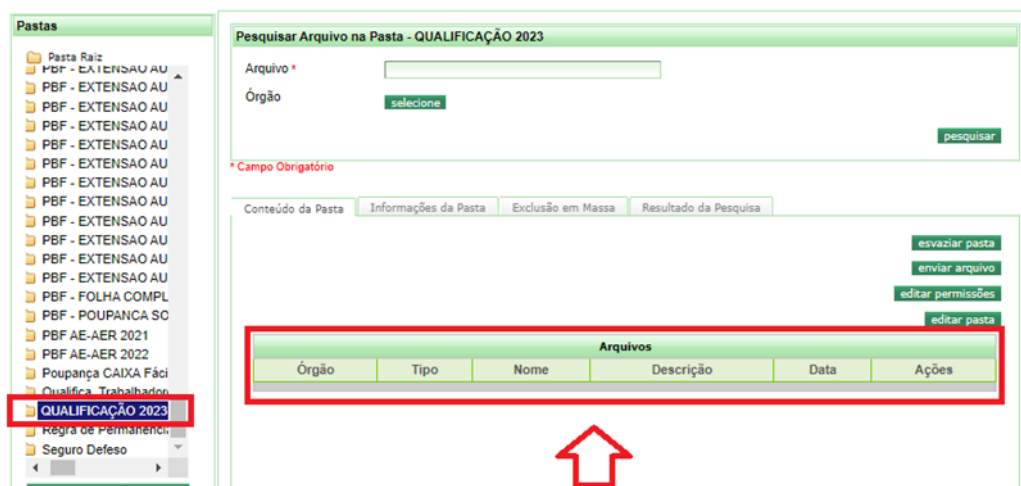 Pastas
Pasta Raiz
PBF - EXTENSAO AU
PBF - EXTENSAO AU
PBF - EXTENSAO AU
PBF - EXTENSAO AU
PBF - EXTENSAO AU
PBF - EXTENSAO AU
PBF - EXTENSAO AU
PBF - EXTENSAO AU
PBF - EXTENSAO AU
PBF - EXTENSAO AU
PBF - EXTENSAO AU
PBF - EXTENSAO AU
PBF - FOLHA COMPL
PBF - POUPANCA SO
PBF AE-AER 2021
PBF AE-AER 2022
Poupança CAIXA Fáci
Qualifica. Trabalhador
QUALIFICAÇÃO 2023
Regra de Permanênci
Seguro Defeso
Pesquisar Arquivo na Pasta - QUALIFICAÇÃO 2023
Arquivo *
Órgão selecione
pesquisar
* Campo Obrigatório
Conteúdo da Pasta Informações da Pasta Exclusão em Massa Resultado da Pesquisa
esvaziar pasta
enviar arquivo
editar permissões
editar pasta
Arquivos
Órgão Tipo Nome Descrição Data Ações